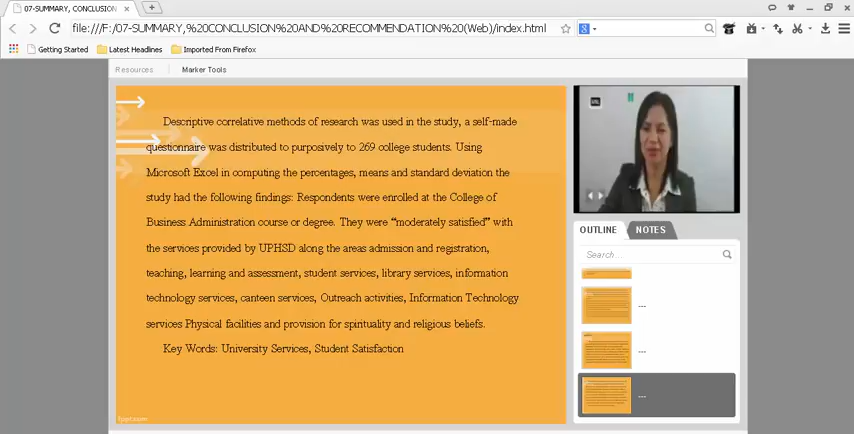 07-SUMMARY, CONCLUSION
file:///F:/07-SUMMARY,%20CONCLUSION%20AND%20RECOMMENDATION%20(Web)/index.html
Getting Started
Latest Headlines
Imported From Firefox
Resources
Marker Tools
Descriptive correlative methods of research was used in the study, a self-made
questionnaire was distributed to purposively to 269 college students. Using
Microsoft Excel in computing the percentages, means and standard deviation the
study had the following findings: Respondents were enrolled at the College of
Business Administration course or degree. They were “moderately satisfied” with
the services provided by UPHSD along the areas admission and registration,
teaching, learning and assessment, student services, library services, information
technology services, canteen services, Outreach activities, Information Technology
services Physical facilities and provision for spirituality and religious beliefs.
Key Words: University Services, Student Satisfaction
OUTLINE
NOTES
Search...
...
...
...